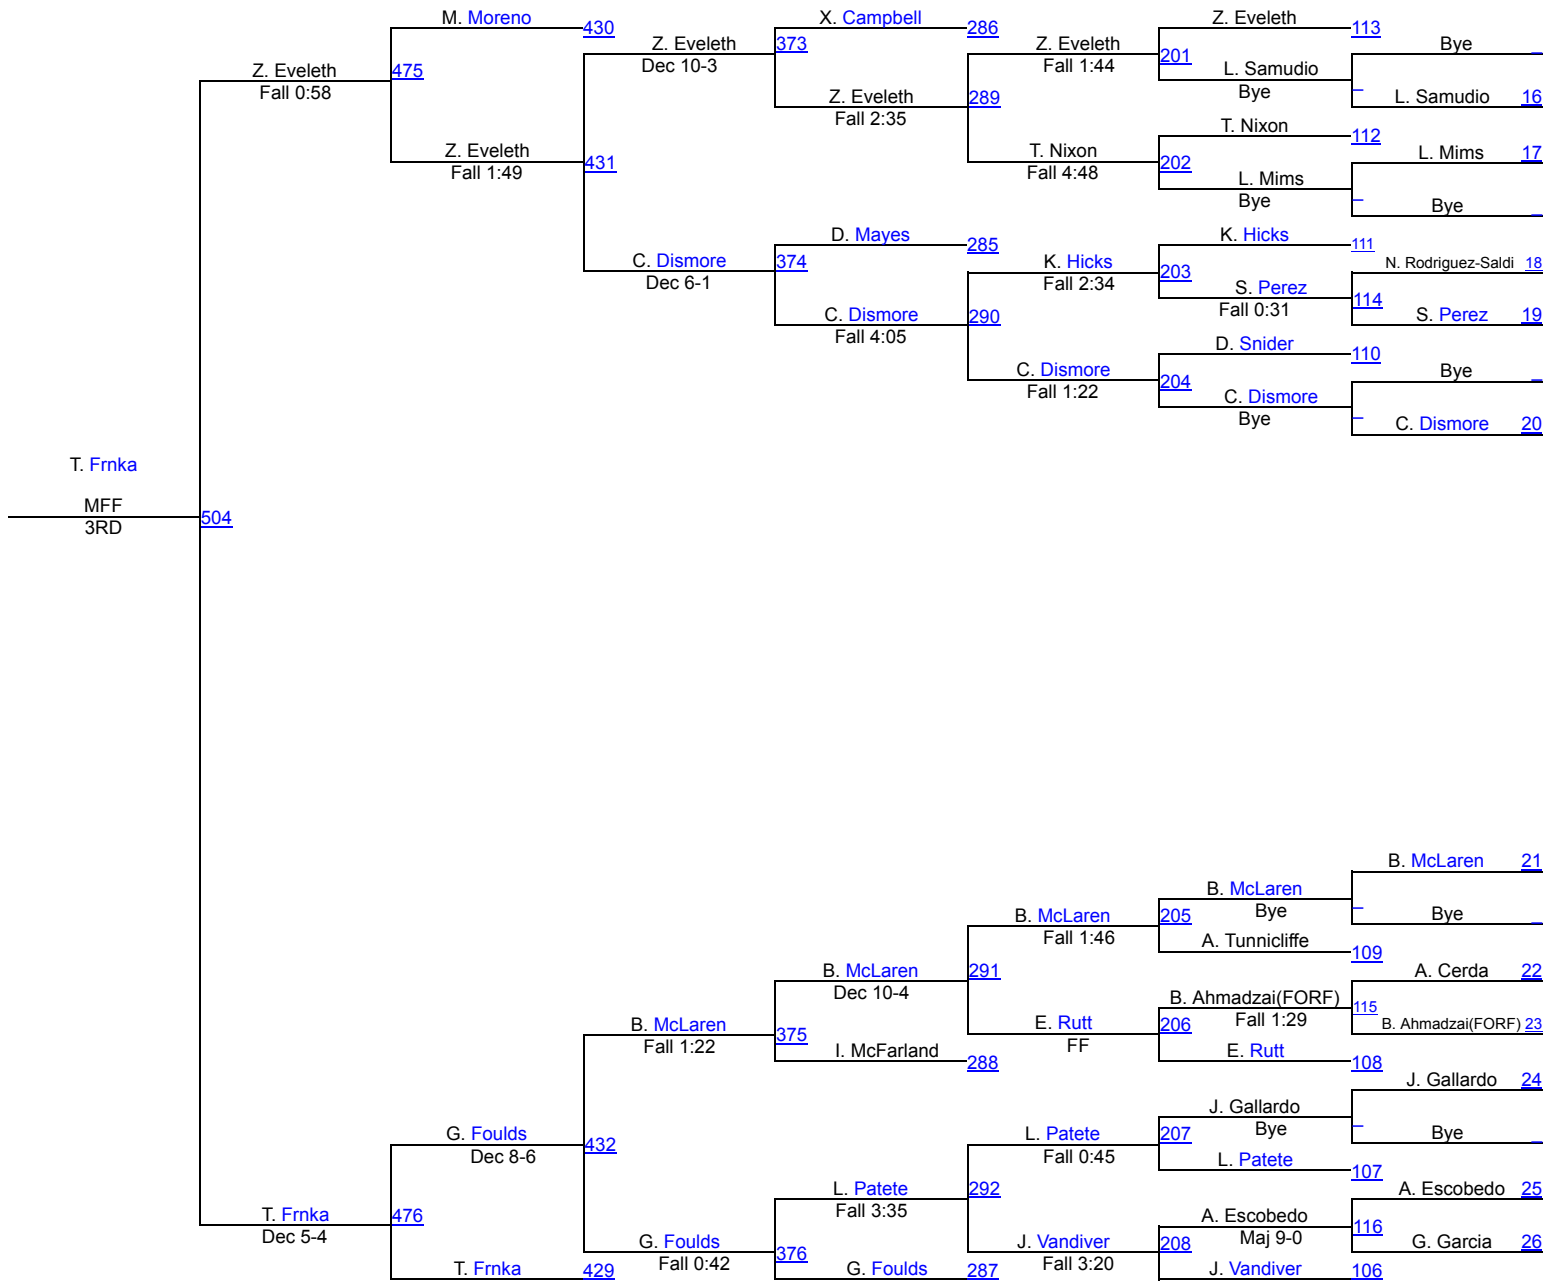 M. Moreno
430
X. Campbell
286
Z. Eveleth
113
Z. Eveleth
Dec 10-3
373
Z. Eveleth
Fall 1:44
201
Bye
Z. Eveleth
Fall 0:58
475
L. Samudio
Bye
L. Samudio 16
Z. Eveleth
Fall 2:35
289
T. Nixon
112
Z. Eveleth
Fall 1:49
431
T. Nixon
Fall 4:48
202
L. Mims 17
L. Mims
Bye
Bye
D. Mayes
285
K. Hicks
111
C. Dismore
Dec 6-1
374
K. Hicks
Fall 2:34
203
N. Rodriguez-Saldi 18
S. Perez
Fall 0:31
114
S. Perez 19
C. Dismore
Fall 4:05
290
D. Snider
110
C. Dismore
Fall 1:22
204
Bye
C. Dismore
Bye
C. Dismore 20
T. Frnka
MFF
3RD
504
B. McLaren 21
B. McLaren
Bye
Bye
B. McLaren
Fall 1:46
205
A. Tunnicliffe
109
B. McLaren
Dec 10-4
291
A. Cerda 22
B. Ahmadzai(FORF)
Fall 1:29
115
B. Ahmadzai(FORF) 23
B. McLaren
Fall 1:22
375
E. Rutt
FF
206
I. McFarland
288
E. Rutt
108
J. Gallardo 24
J. Gallardo
Bye
Bye
G. Foulds
Dec 8-6
432
L. Patete
Fall 0:45
207
L. Patete
107
L. Patete
Fall 3:35
292
A. Escobedo 25
T. Frnka
Dec 5-4
476
A. Escobedo
Maj 9-0
116
G. Garcia 26
G. Foulds
Fall 0:42
376
J. Vandiver
Fall 3:20
208
T. Frnka
429
G. Foulds
287
J. Vandiver
106